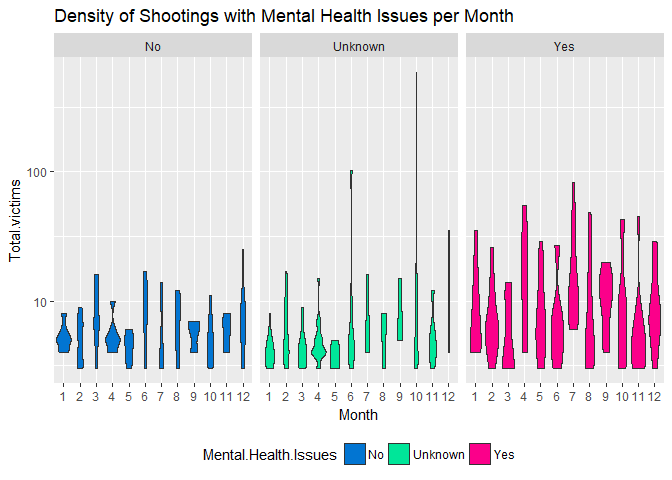 Density of Shootings with Mental Health Issues per Month
No Unknown Yes
100
10
Total.victims
1 2 3 4 5 6 7 8 9 10 11 12 1 2 3 4 5 6 7 8 9 10 11 12 1 2 3 4 5 6 7 8 9 10 11 12
Month
Mental.Health.Issues No Unknown Yes